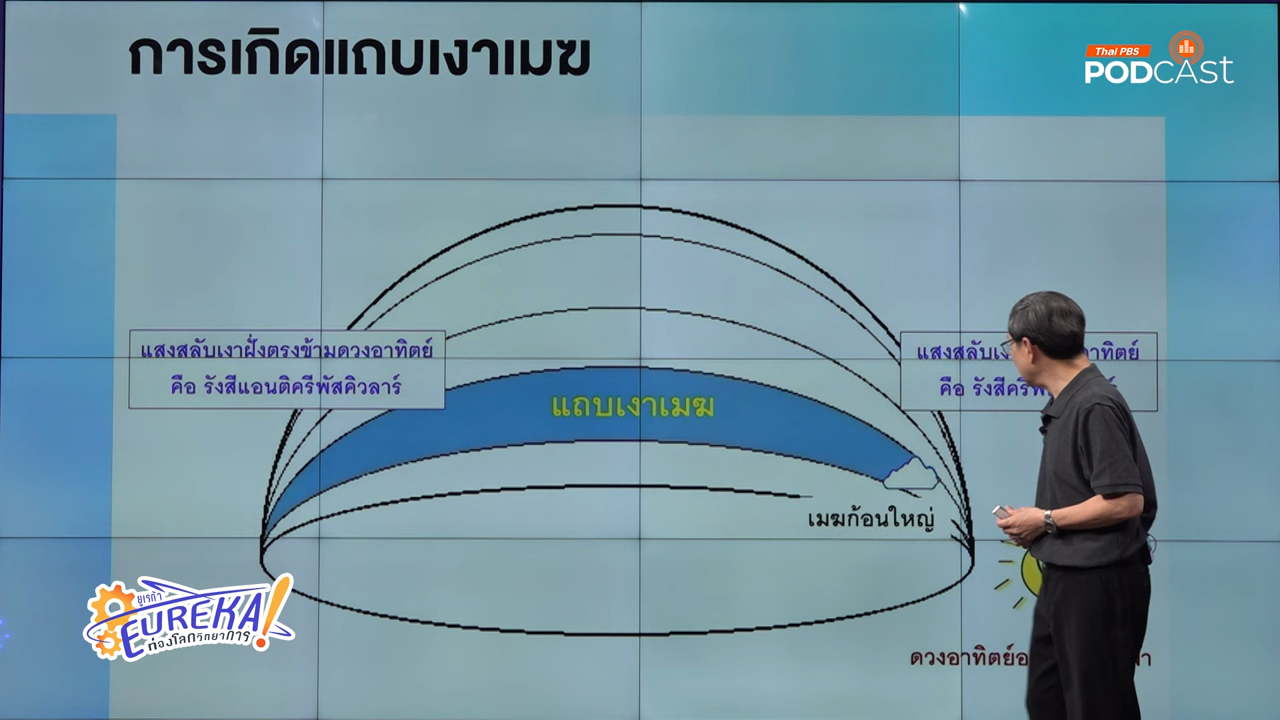 การเกิดแถบเงาเมฆ
Thai PBS
PODCAST
แสงสลับเงาฝั่งตรงข้ามดวงอาทิตย์
คือ รังสีแอนติครีพัสคิวลาร์
แสงสลับ อาทิตย์
คือ รังสี
แถบเงาเมฆ
เมฆก้อนใหญ่
ดวงอาทิตย์
ยูเรก้า
EUREKA!
ท่องโลกวิทยาการ